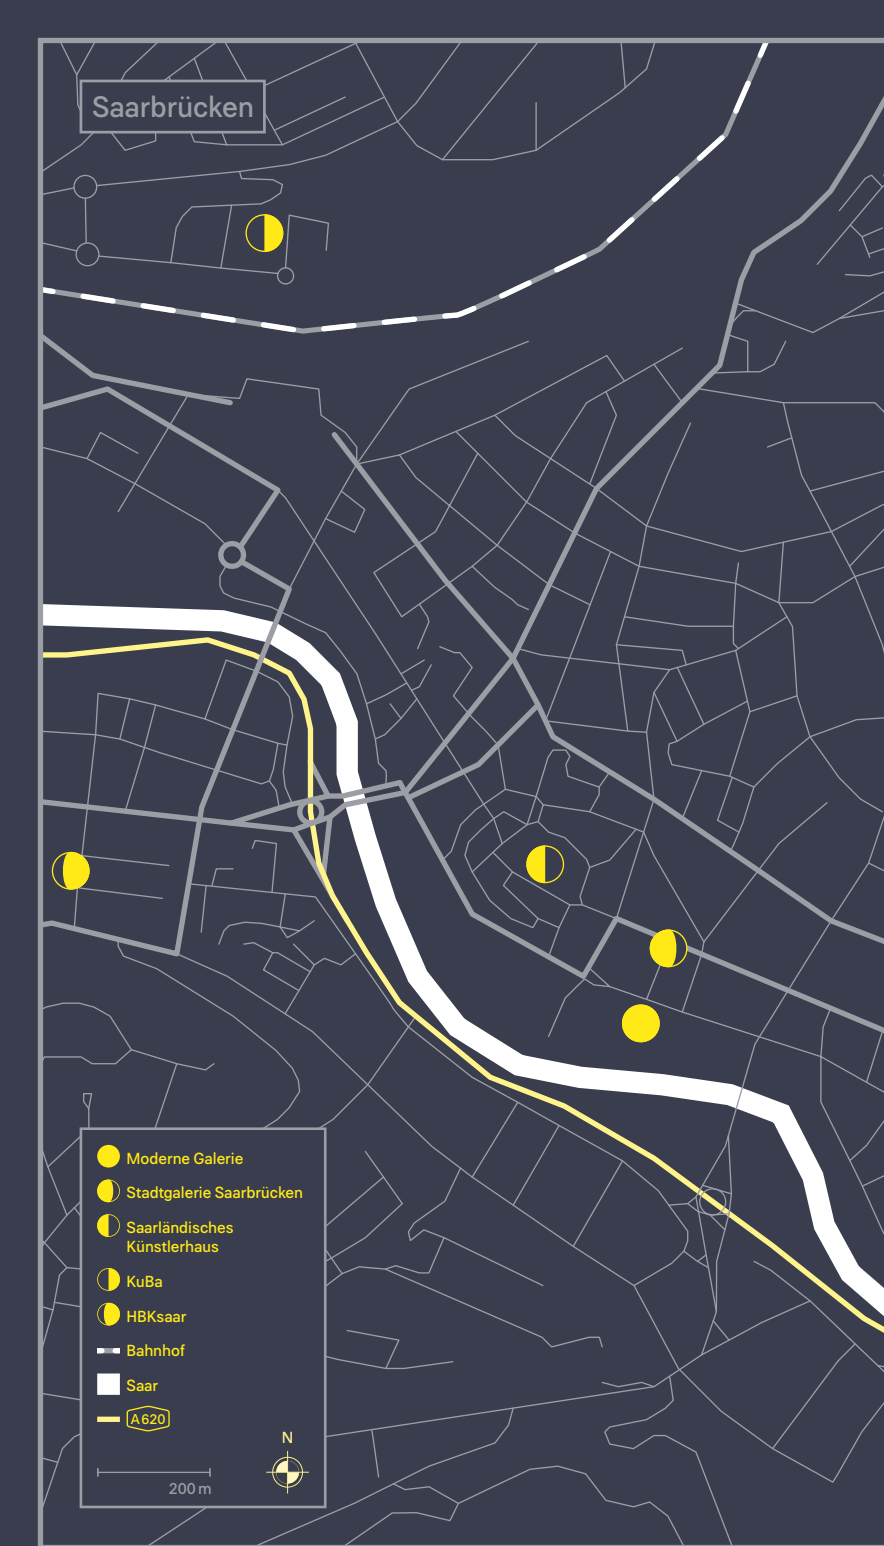 Saarbrücken
Moderne Galerie
Stadtgalerie Saarbrücken
Saarländisches
Künstlerhaus
KuBa
HBKsaar
Bahnhof
Saar
A620
N
200 m